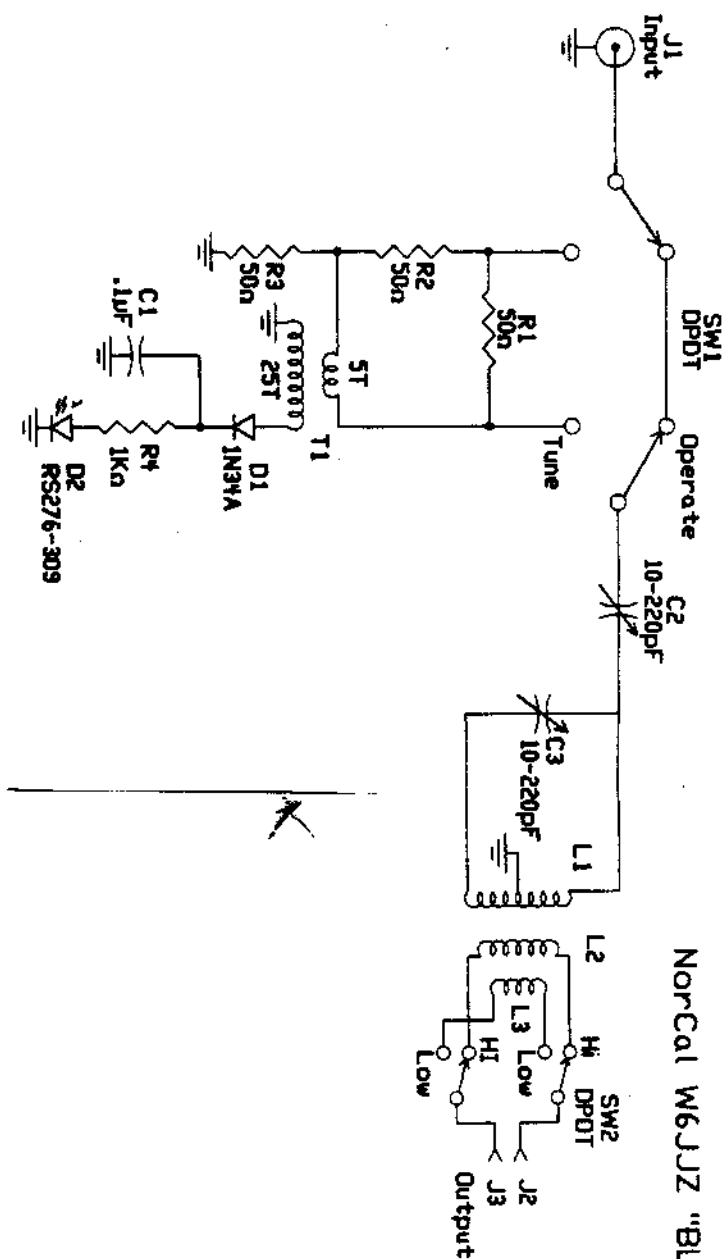 NorCal W6JJZ "BL
J1
Input
SW1
DPDT
Operate
Tune
R1
50Ω
R2
50Ω
R3
50Ω
5T
25T
T1
C1
.1µF
D1
1N34A
R4
1KΩ
D2
RS276-309
C2
10-220pF
C3
10-220pF
L1
L2
L3
Hi
Low
HI
Low
SW2
DPDT
J2
J3
Output